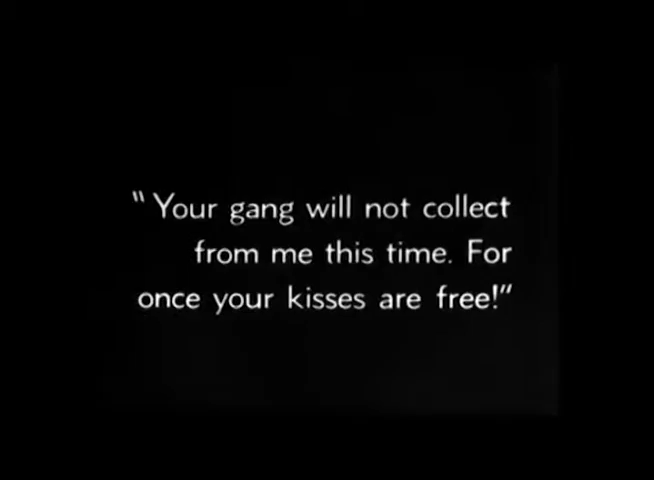 "Your gang will not collect
from me this time. For
once your kisses are free!"